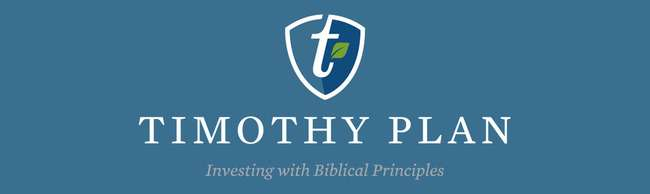 t
TIMOTHY PLAN
Investing with Biblical Principles